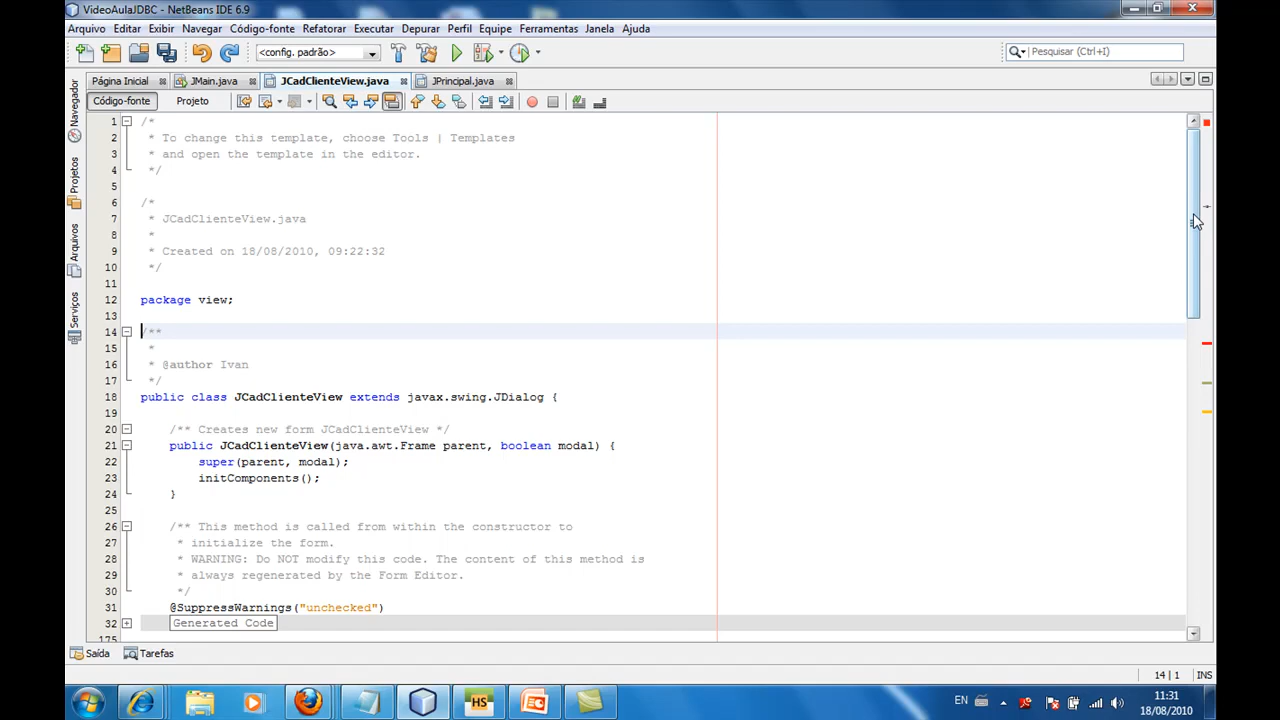 VideoAulaJDBC - NetBeans IDE 6.9
Arquivo Editar Exibir Navegar Código-fonte Refatorar Executar Depurar Perfil Equipe Ferramentas Janela Ajuda
<config. padrão>
Pesquisar (Ctrl+I)
Página Inicial JMain.java JCadClienteView.java JPrincipal.java
Código-fonte Projeto
Navegador
Projetos
Arquivos
Serviços
1 /*
2 * To change this template, choose Tools | Templates
3 * and open the template in the editor.
4 */
5
6 /*
7 * JCadClienteView.java
8 *
9 * Created on 18/08/2010, 09:22:32
10 */
11
12 package view;
13
14 /**
15 *
16 * @author Ivan
17 */
18 public class JCadClienteView extends javax.swing.JDialog {
19
20 /** Creates new form JCadClienteView */
21 public JCadClienteView(java.awt.Frame parent, boolean modal) {
22 super(parent, modal);
23 initComponents();
24 }
25
26 /** This method is called from within the constructor to
27 * initialize the form.
28 * WARNING: Do NOT modify this code. The content of this method is
29 * always regenerated by the Form Editor.
30 */
31 @SuppressWarnings("unchecked")
32 Generated Code
175
Saída Tarefas
14 | 1 INS
HS
EN
11:31
18/08/2010